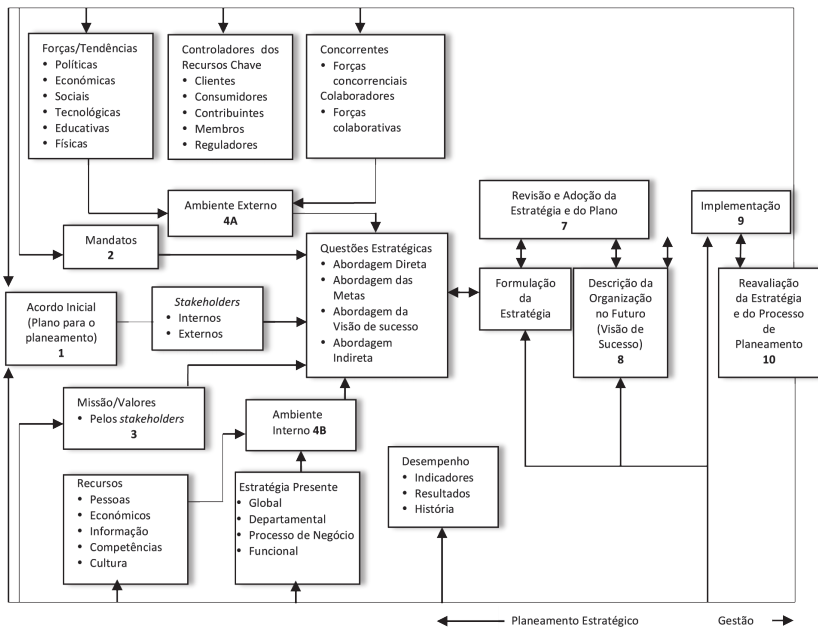 Forças/Tendências
• Políticas
• Económicas
• Sociais
• Tecnológicas
• Educativas
• Físicas
Controladores dos
Recursos Chave
• Clientes
• Consumidores
• Contribuintes
• Membros
• Reguladores
Concorrentes
• Forças
concorrenciais
Colaboradores
• Forças
colaborativas
Ambiente Externo
4A
Mandatos
2
Acordo Inicial
(Plano para o
planeamento)
1
Stakeholders
• Internos
• Externos
Questões Estratégicas
• Abordagem Direta
• Abordagem das
Metas
• Abordagem da
Visão de sucesso
• Abordagem
Indireta
Revisão e Adoção da
Estratégia e do Plano
7
Formulação
da
Estratégia
Descrição da
Organização
no Futuro
(Visão de
Sucesso)
8
Implementação
9
Reavaliação
da Estratégia
e do Processo
de
Planeamento
10
Missão/Valores
• Pelos stakeholders
3
Ambiente
Interno 4B
Recursos
• Pessoas
• Económicos
• Informação
• Competências
• Cultura
Estratégia Presente
• Global
• Departamental
• Processo de Negócio
• Funcional
Desempenho
• Indicadores
• Resultados
• História
Planeamento Estratégico
Gestão